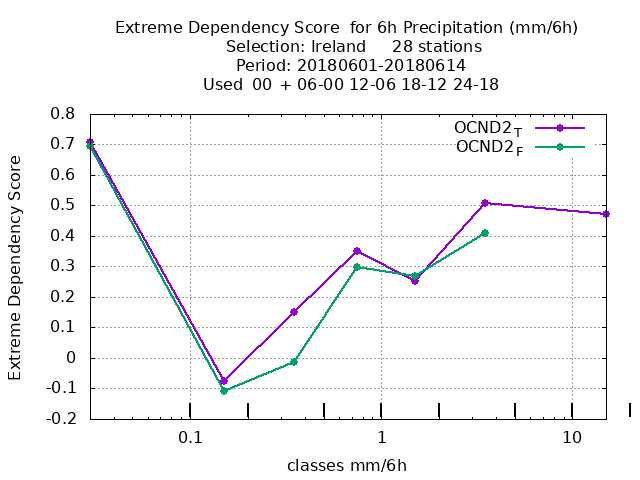 Extreme Dependency Score  for 6h Precipitation (mm/6h)
Selection: Ireland     28 stations
Period: 20180601-20180614
Used  00  + 06-00 12-06 18-12 24-18
OCND2T
OCND2F
Extreme Dependency Score
0.8
0.7
0.6
0.5
0.4
0.3
0.2
0.1
0
-0.1
-0.2
0.1 1 10
classes mm/6h